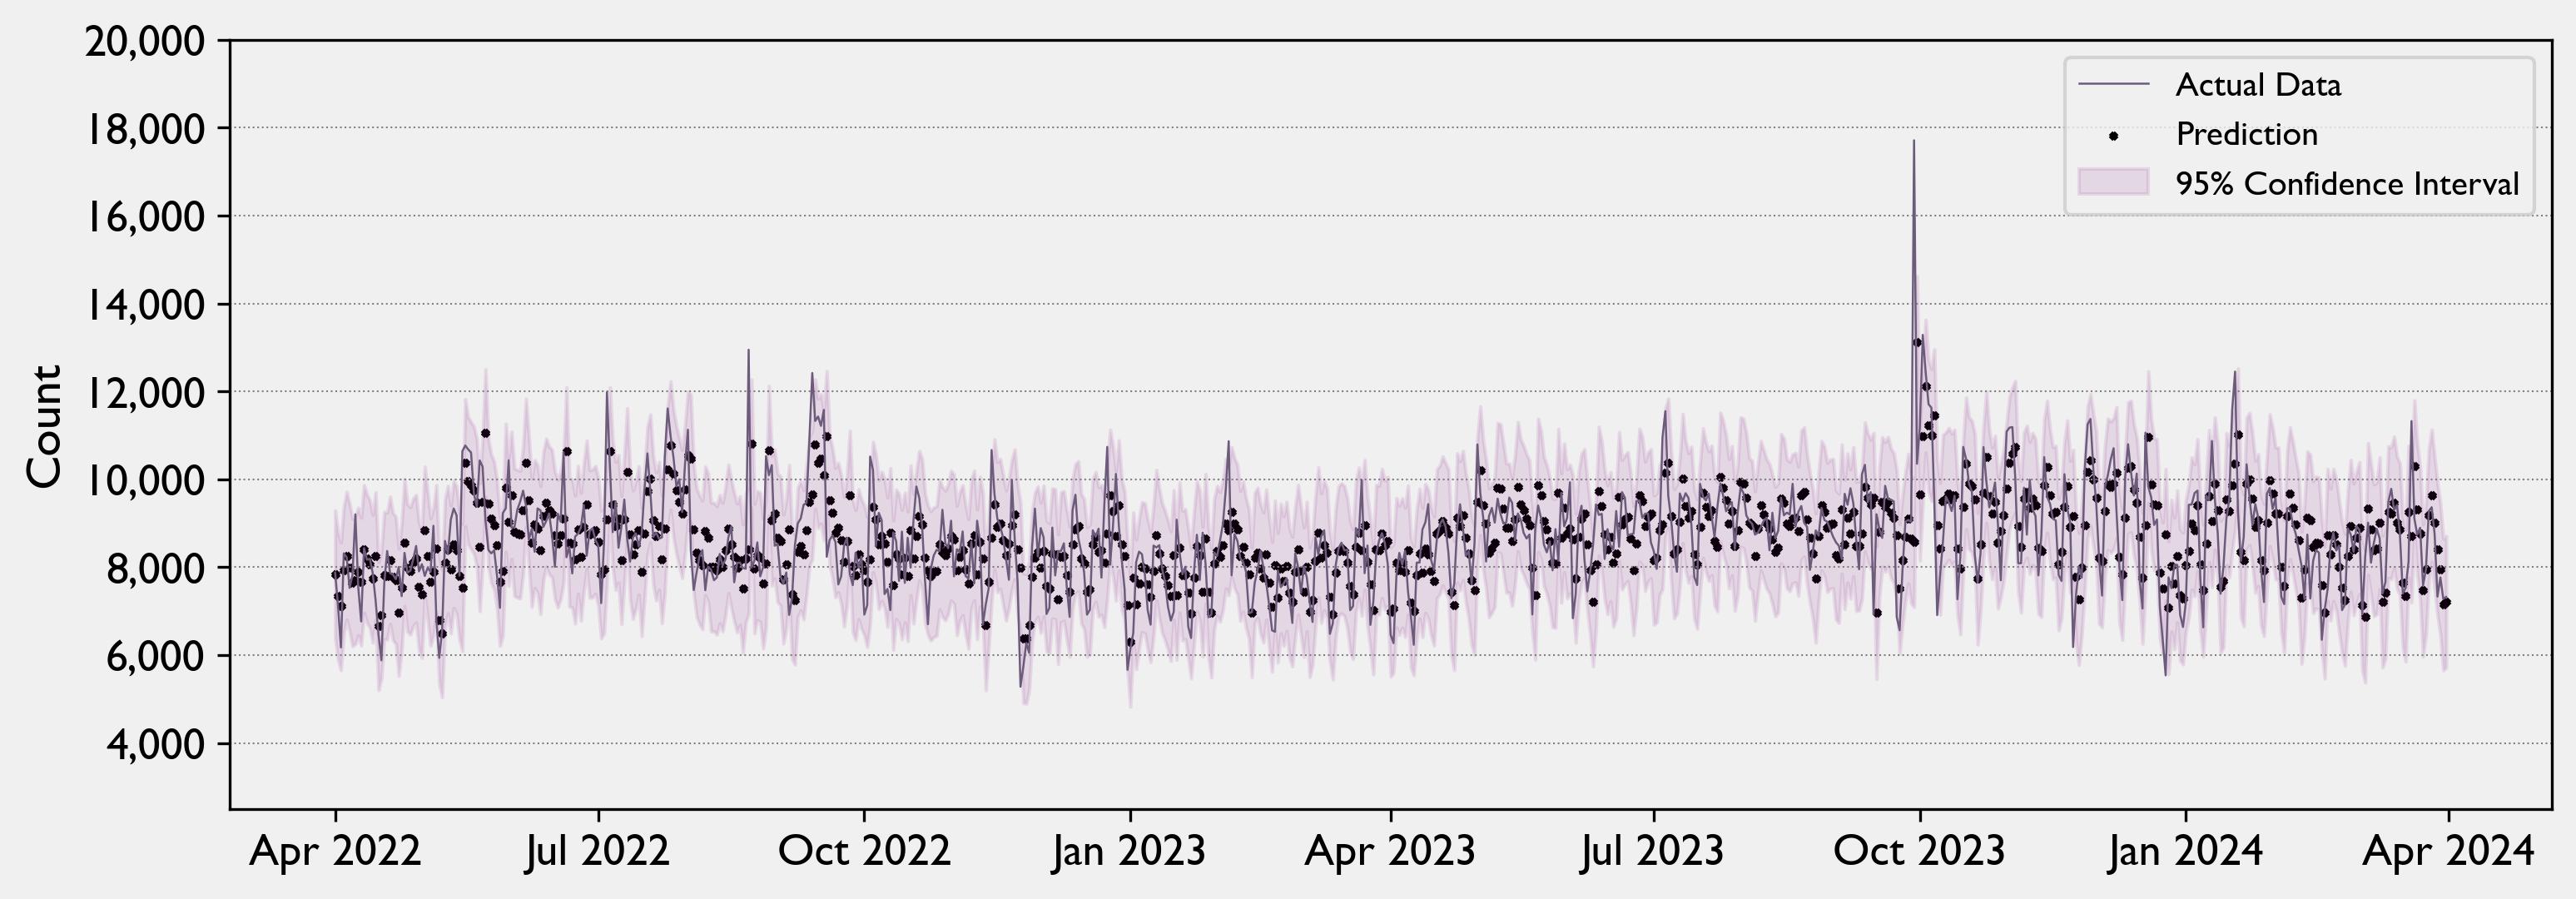 20,000
18,000
16,000
14,000
12,000
10,000
8,000
6,000
4,000
Count
Actual Data
Prediction
95% Confidence Interval
Apr 2022 Jul 2022 Oct 2022 Jan 2023 Apr 2023 Jul 2023 Oct 2023 Jan 2024 Apr 2024